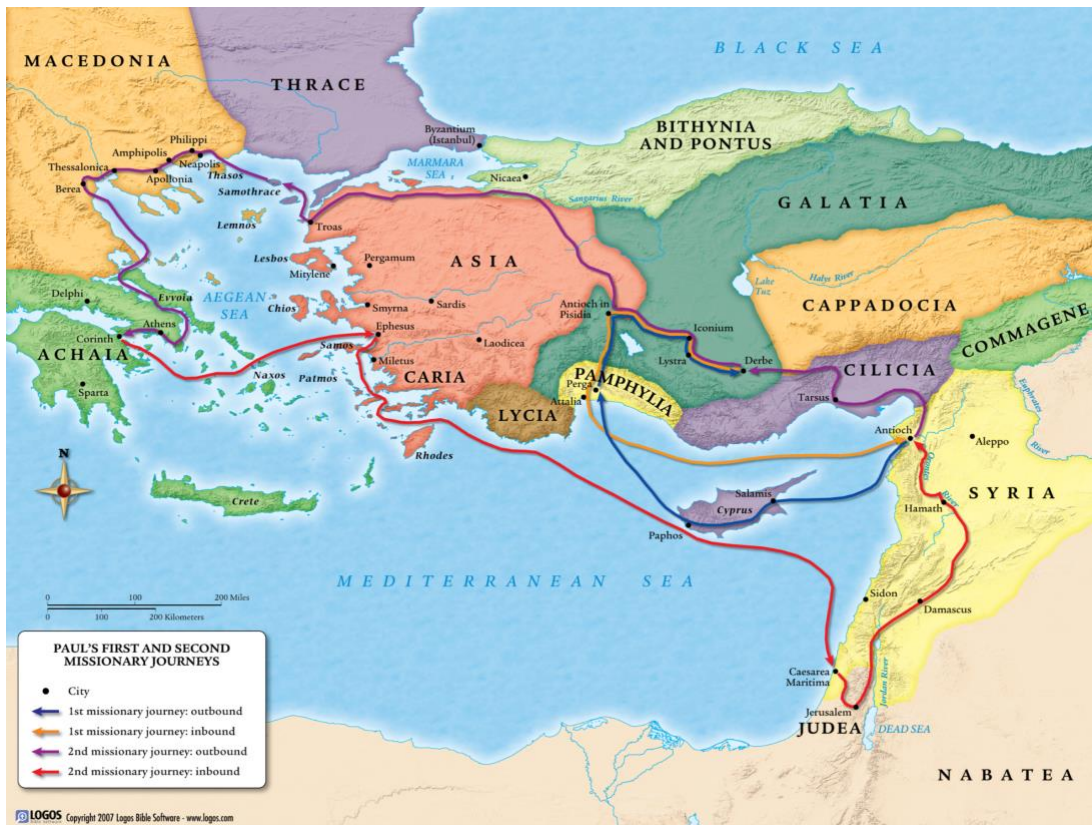 BLACK SEA
MACEDONIA
THRACE
BITHYNIA
AND PONTUS
Byzantium
(Istanbul)
MARMARA
SEA
Nicaea
Sangarius River
GALATIA
Philippi
Amphipolis
Neapolis
Thessalonica
Apollonia
Thasos
Berea
Samothrace
Lemnos
Troas
ASIA
Lesbos
Mitylene
Pergamum
Lake
Tuz
Halys River
CAPPADOCIA
COMMAGENE
Delphi
Evvoia
AEGEAN
SEA
Chios
Smyrna
Sardis
Antioch in
Pisidia
Iconium
Athens
Ephesus
Corinth
ACHAIA
Samos
Laodicea
Lystra
Derbe
CILICIA
Miletus
Naxos
Patmos
CARIA
Sparta
PAMPHYLIA
Perga
Attalia
LYCIA
Tarsus
Euphrates
River
Antioch
Aleppo
Rhodes
Orontes
River
SYRIA
N
Crete
Salamis
Cyprus
Hamath
Paphos
MEDITERRANEAN SEA
Sidon
Damascus
0 100 200 Miles
0 100 200 Kilometers
Caesarea
Maritima
Jordan River
Jerusalem
JUDEA
DEAD SEA
NABATEA
PAUL'S FIRST AND SECOND
MISSIONARY JOURNEYS
City
1st missionary journey: outbound
1st missionary journey: inbound
2nd missionary journey: outbound
2nd missionary journey: inbound
LOGOS Copyright 2007 Logos Bible Software - www.logos.com